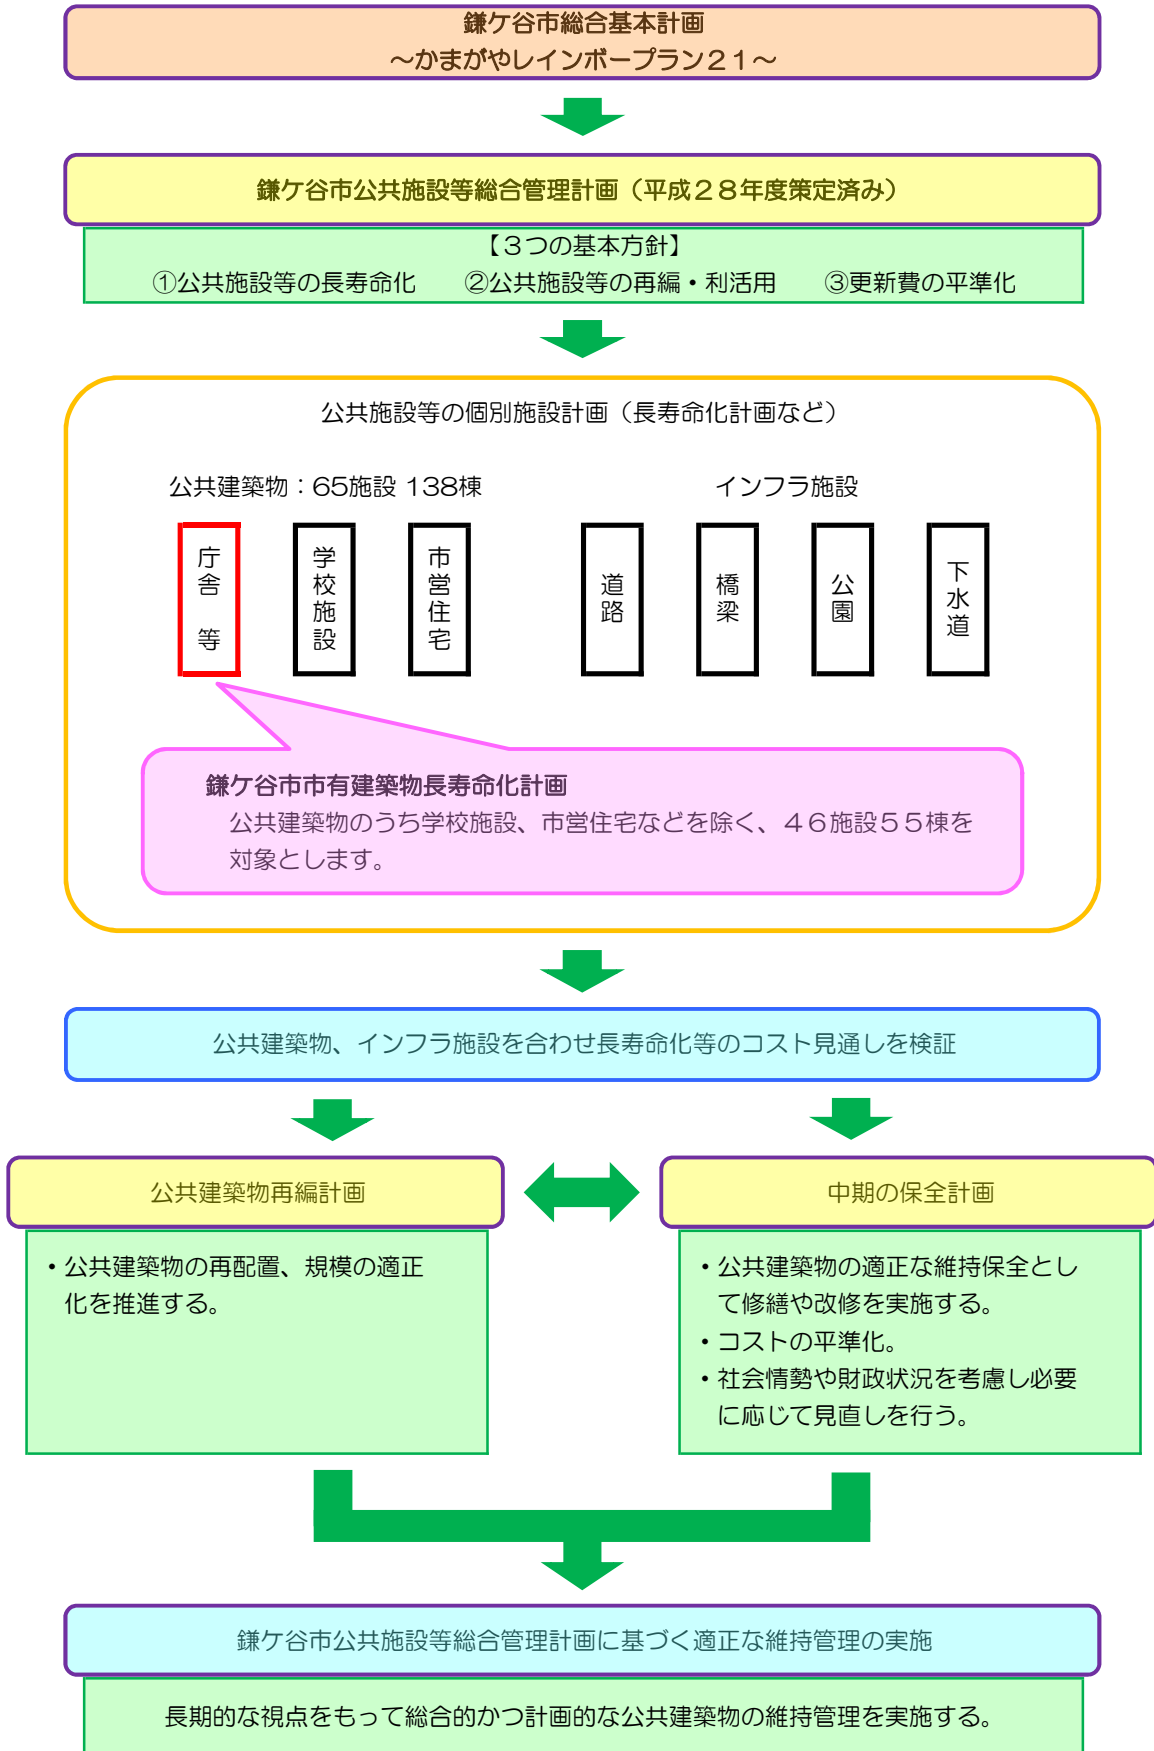 鎌ケ谷市総合基本計画
～かまがやレインボープラン２１～
鎌ケ谷市公共施設等総合管理計画（平成２８年度策定済み）
【３つの基本方針】
①公共施設等の長寿命化　②公共施設等の再編・利活用　③更新費の平準化
公共施設等の個別施設計画（長寿命化計画など）
公共建築物：65施設 138棟
インフラ施設
庁舎　等
学校施設
市営住宅
道路
橋梁
公園
下水道
鎌ケ谷市市有建築物長寿命化計画
公共建築物のうち学校施設、市営住宅などを除く、４６施設５５棟を
対象とします。
公共建築物、インフラ施設を合わせ長寿命化等のコスト見通しを検証
公共建築物再編計画
・公共建築物の再配置、規模の適正
化を推進する。
中期の保全計画
・公共建築物の適正な維持保全とし
て修繕や改修を実施する。
・コストの平準化。
・社会情勢や財政状況を考慮し必要
に応じて見直しを行う。
鎌ケ谷市公共施設等総合管理計画に基づく適正な維持管理の実施
長期的な視点をもって総合的かつ計画的な公共建築物の維持管理を実施する。